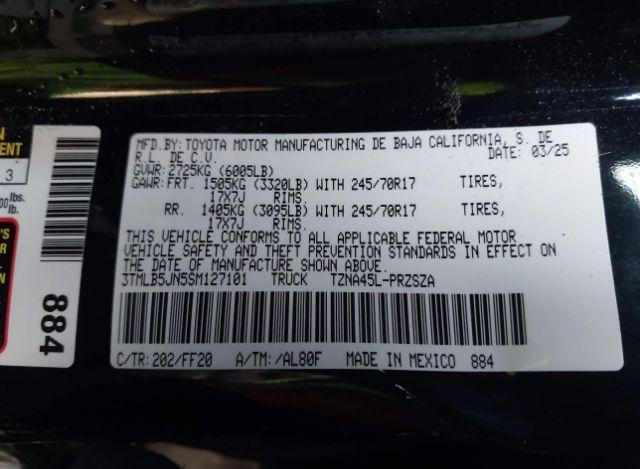 MFD.BY: TOYOTA MOTOR MANUFACTURING DE BAJA CALIFORNIA, S. DE
R.L. DE C.V. DATE: 03/25
GVWR: 2725KG (6005LB)
GAWR: FRT. 1505KG (3320LB) WITH 245/70R17 TIRES,
17X7J RIMS.
RR. 1405KG (3095LB) WITH 245/70R17 TIRES,
17X7J RIMS.
THIS VEHICLE CONFORMS TO ALL APPLICABLE FEDERAL MOTOR
VEHICLE SAFETY AND THEFT PREVENTION STANDARDS IN EFFECT ON
THE DATE OF MANUFACTURE SHOWN ABOVE.
3TMLB5JN5SM127101 TRUCK TZNA45L-PRZSZA
C/TR: 202/FF20 A/TM: /AL80F MADE IN MEXICO 884
884
3
lbs.
lb.